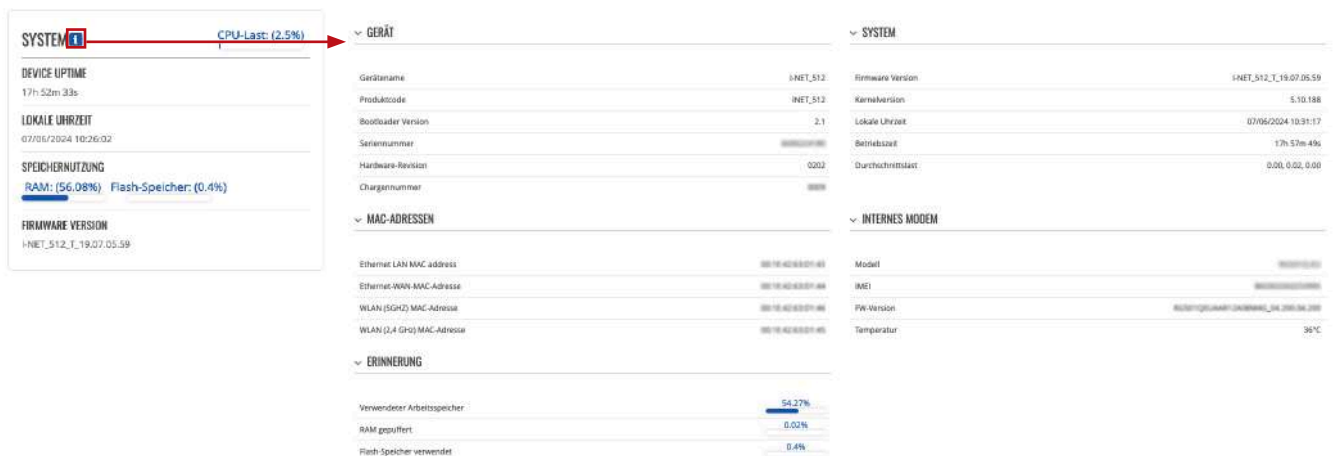 SYSTEM i CPU-Last: (2.5%)
DEVICE UPTIME
17h 52m 33s
LOKALE UHRZEIT
07/06/2024 10:26:02
SPEICHERNUTZUNG
RAM: (56.08%) Flash-Speicher: (0.4%)
FIRMWARE VERSION
I-NET_512_T_19.07.05.59
GERÄT
Gerätename I-NET_512
Produktcode INET_512
Bootloader Version 2.1
Seriennummer
Hardware-Revision 0202
Chargennummer
MAC-ADRESSEN
Ethernet LAN MAC address
Ethernet-WAN-MAC-Adresse
WLAN (5GHZ) MAC-Adresse
WLAN (2,4 GHz) MAC-Adresse
ERINNERUNG
Verwendeter Arbeitsspeicher 54.27%
RAM gepuffert 0.02%
Flash-Speicher verwendet 0.4%
SYSTEM
Firmware Version I-NET_512_T_19.07.05.59
Kernelversion 5.10.188
Lokale Uhrzeit 07/06/2024 10:31:17
Betriebszeit 17h 57m 49s
Durchschnittslast 0.00, 0.02, 0.00
INTERNES MODEM
Modell
IMEI
FW-Version
Temperatur 36°C